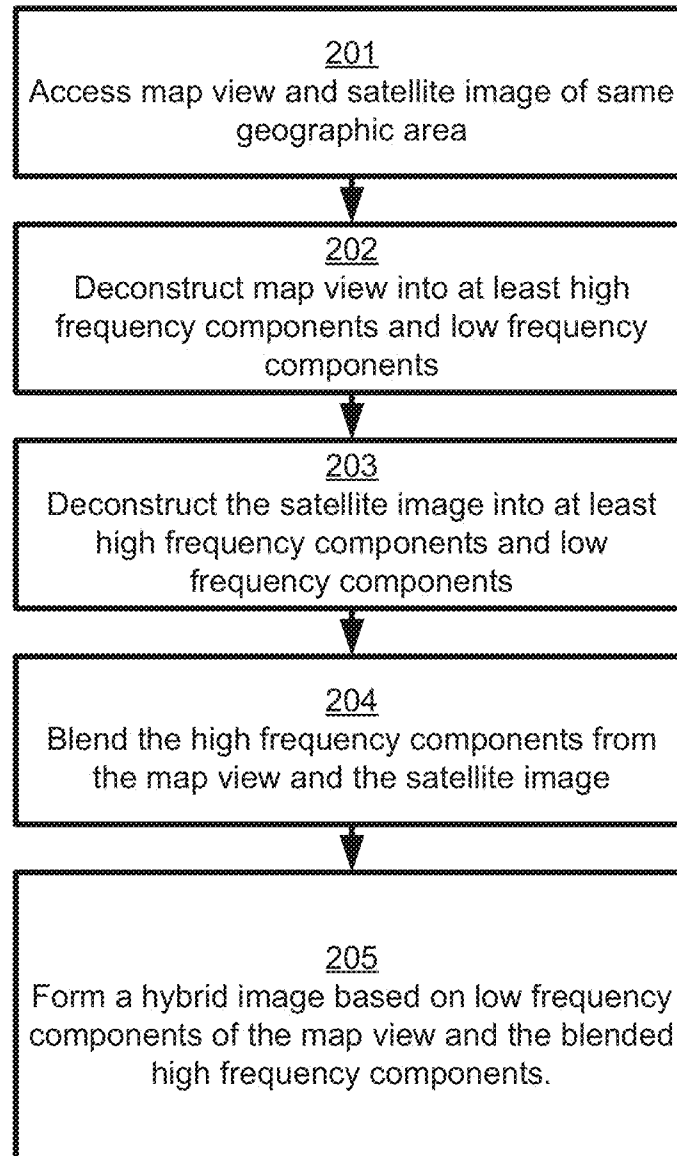 201
Access map view and satellite image of same
geographic area
202
Deconstruct map view into at least high
frequency components and low frequency
components
203
Deconstruct the satellite image into at least
high frequency components and low
frequency components
204
Blend the high frequency components from
the map view and the satellite image
205
Form a hybrid image based on low frequency
components of the map view and the blended
high frequency components.